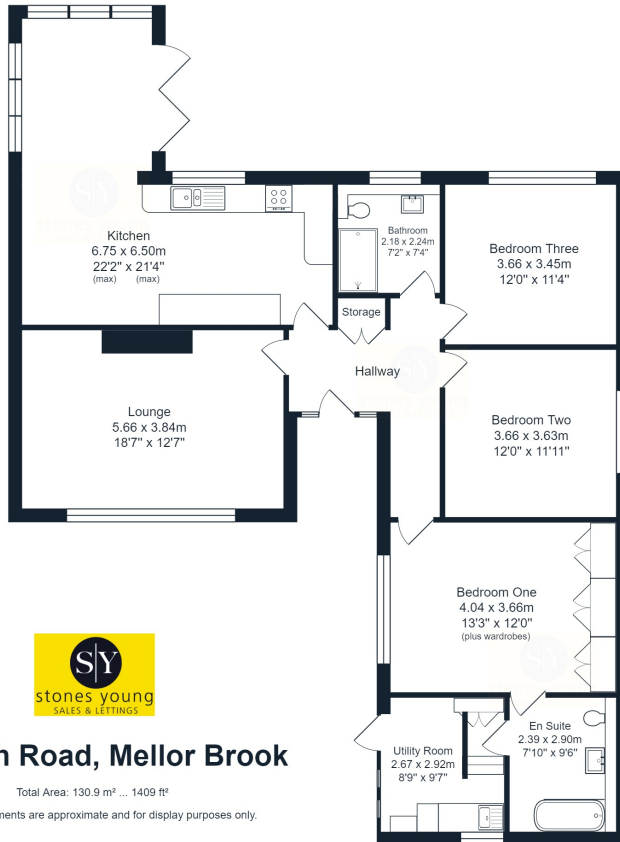 Kitchen
6.75 x 6.50m
22'2" x 21'4"
(max) (max)
Bathroom
2.18 x 2.24m
7'2" x 7'4"
Bedroom Three
3.66 x 3.45m
12'0" x 11'4"
Storage
Hallway
Lounge
5.66 x 3.84m
18'7" x 12'7"
Bedroom Two
3.66 x 3.63m
12'0" x 11'11"
Bedroom One
4.04 x 3.66m
13'3" x 12'0"
(plus wardrobes)
Utility Room
2.67 x 2.92m
8'9" x 9'7"
En Suite
2.39 x 2.90m
7'10" x 9'6"
S|Y
stones young
SALES & LETTINGS
Road, Mellor Brook
Total Area: 130.9 m² ... 1409 ft²
are approximate and for display purposes only.